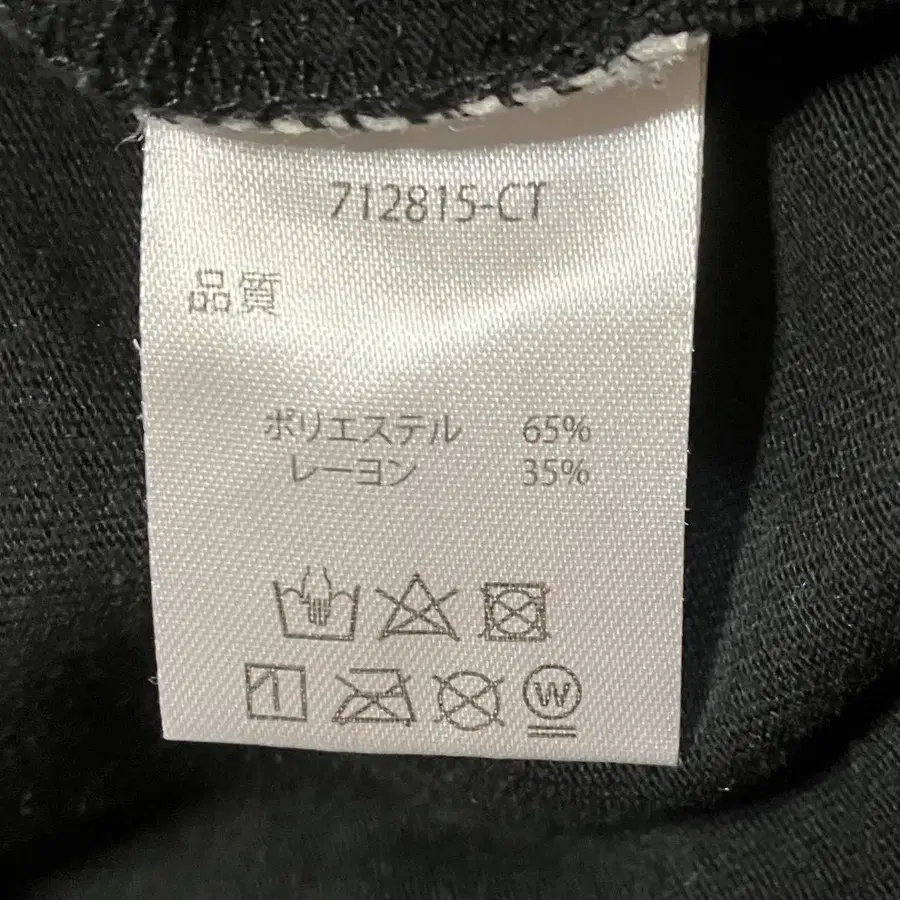 712815-CT
品質
ポリエステル 65%
レーヨン 35%
W